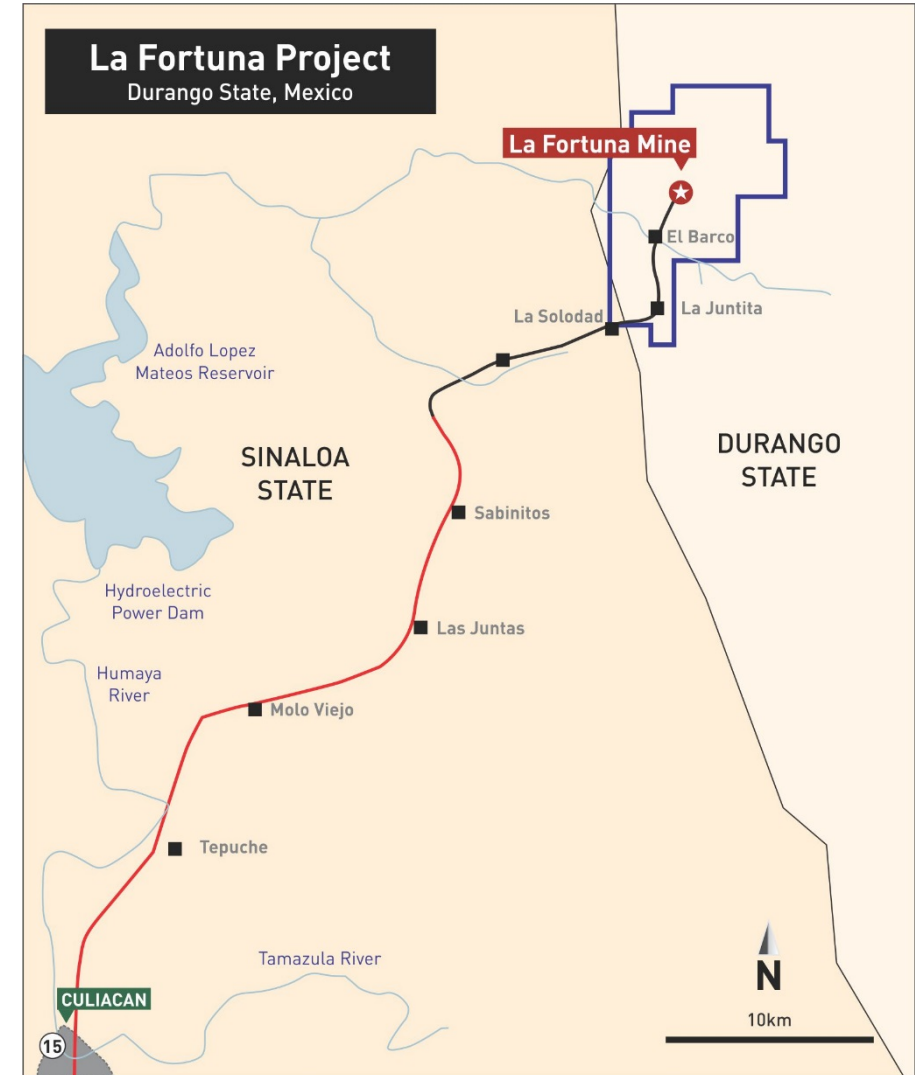 La Fortuna Project
Durango State, Mexico
La Fortuna Mine
El Barco
La Solodad
La Juntita
Adolfo Lopez
Mateos Reservoir
SINALOA
STATE
DURANGO
STATE
Sabinitos
Hydroelectric
Power Dam
Las Juntas
Humaya
River
Molo Viejo
Tepuche
Tamazula River
N
CULIACAN
10km
15